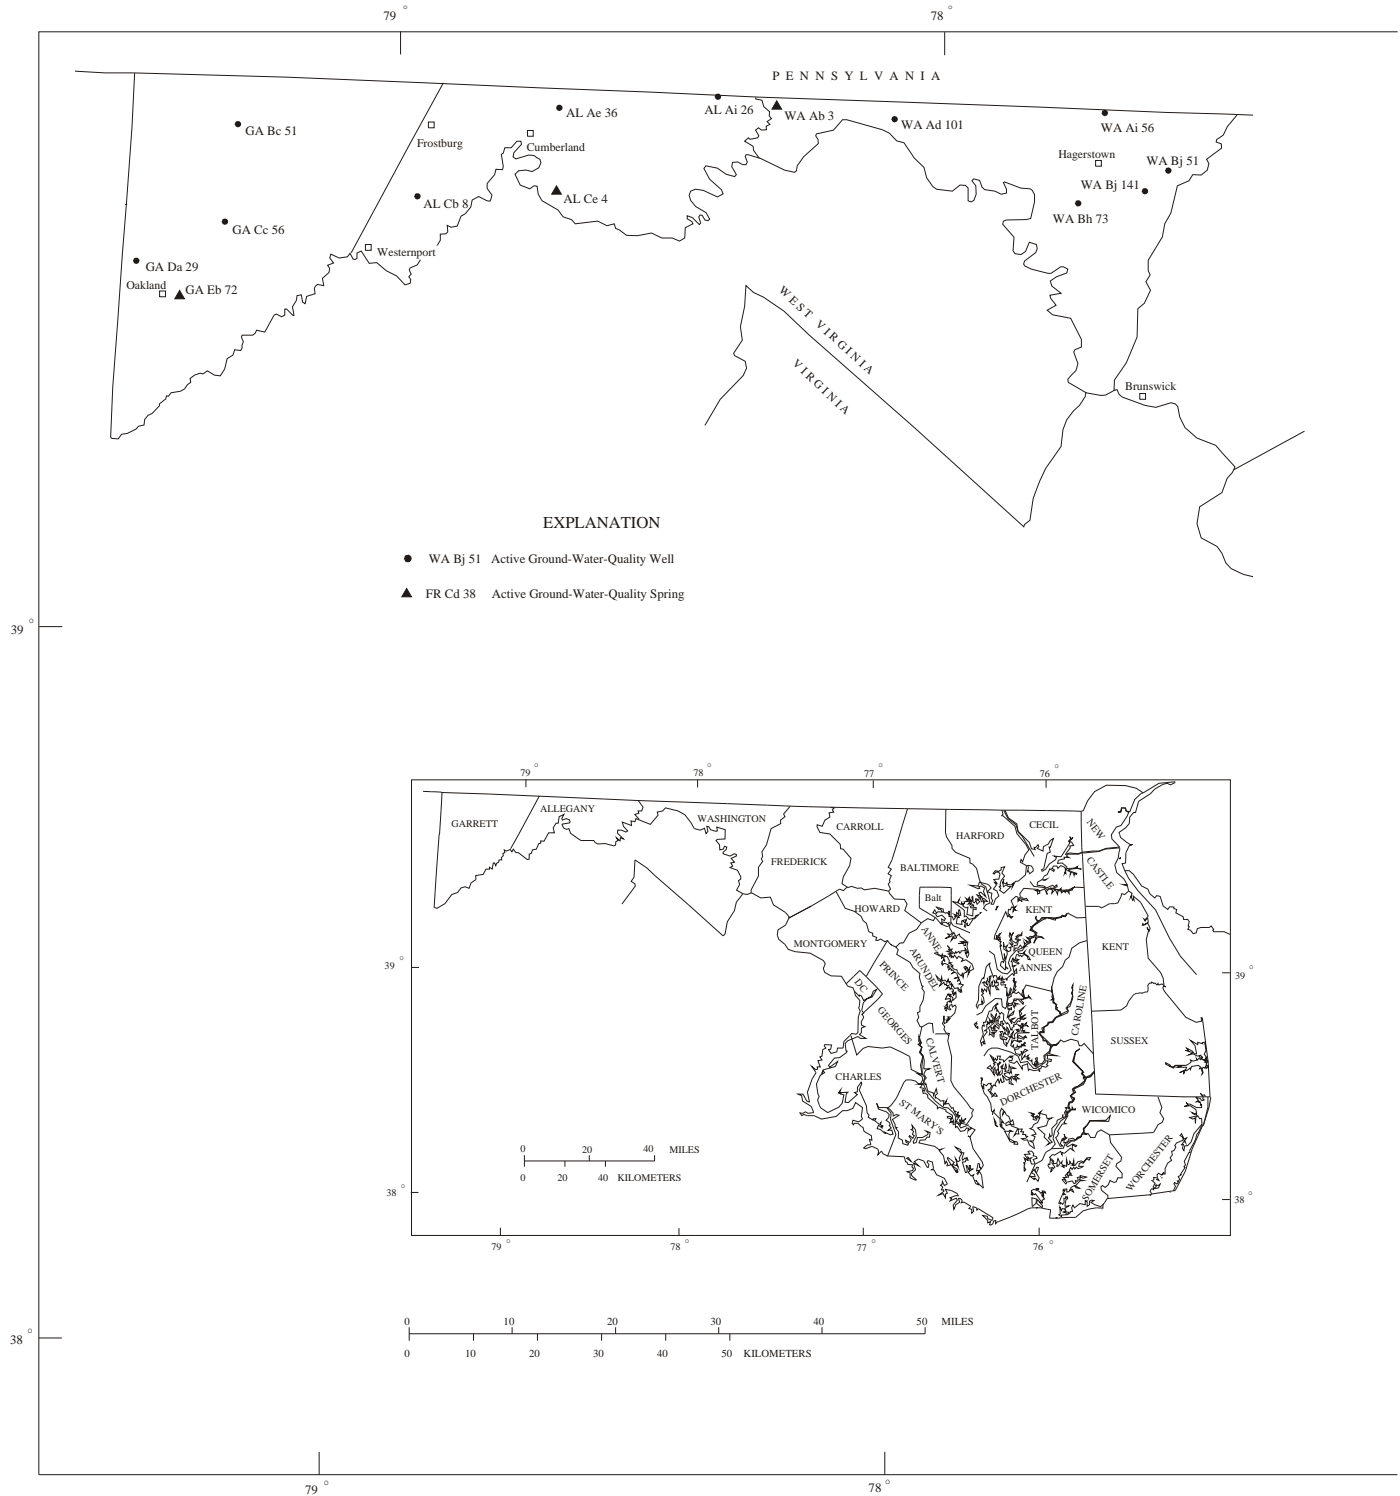 79°
78°
PENNSYLVANIA
GA Bc 51
Frostburg
AL Ae 36
Cumberland
AL Ai 26
WA Ab 3
WA Ad 101
WA Ai 56
Hagerstown
WA Bj 51
WA Bj 141
WA Bh 73
AL Cb 8
AL Ce 4
GA Cc 56
Westernport
GA Da 29
Oakland
GA Eb 72
WEST VIRGINIA
VIRGINIA
Brunswick
EXPLANATION
WA Bj 51 Active Ground-Water-Quality Well
FR Cd 38 Active Ground-Water-Quality Spring
39°
79°
78°
77°
76°
GARRETT
ALLEGANY
WASHINGTON
FREDERICK
CARROLL
BALTIMORE
HARFORD
CECIL
NEW
CASTLE
Balt
HOWARD
KENT
MONTGOMERY
ANNE
ARUNDEL
QUEEN
ANNES
KENT
39°
39°
PRINCE
GEORGES
DC
TALBOT
CAROLINE
SUSSEX
CALVERT
CHARLES
DORCHESTER
ST MARY'S
WICOMICO
SOMERSET
WORCHESTER
0 20 40 MILES
0 20 40 KILOMETERS
38°
38°
79°
78°
77°
76°
0 10 20 30 40 50 MILES
0 10 20 30 40 50 KILOMETERS
38°
79°
78°